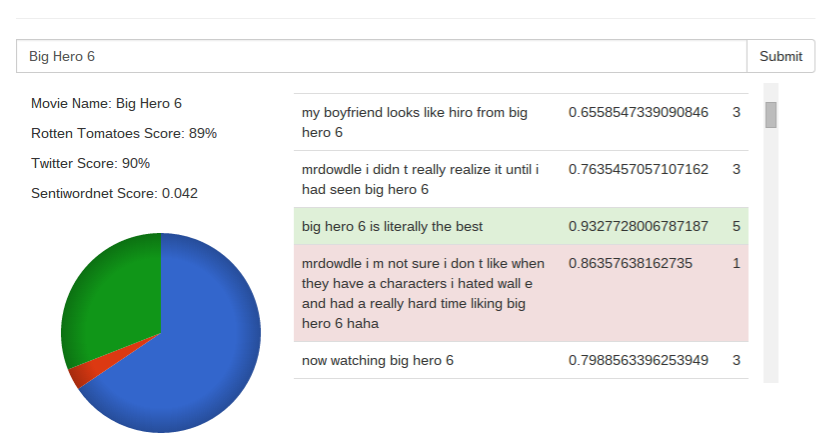 Big Hero 6
Submit
Movie Name: Big Hero 6
Rotten Tomatoes Score: 89%
Twitter Score: 90%
Sentiwordnet Score: 0.042
my boyfriend looks like hiro from big 0.6558547339090846 3
hero 6
mrdowdle i didn t really realize it until i 0.7635457057107162 3
had seen big hero 6
big hero 6 is literally the best 0.9327728006787187 5
mrdowdle i m not sure i don t like when 0.86357638162735 1
they have a characters i hated wall e
and had a really hard time liking big
hero 6 haha
now watching big hero 6 0.7988563396253949 3